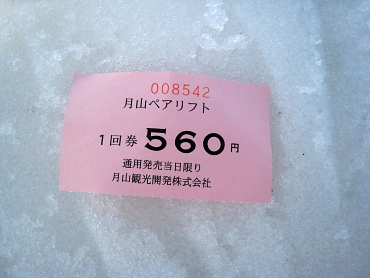 008542
月山ペアリフト
1回券 560円
通用発売当日限り
月山観光開発株式会社